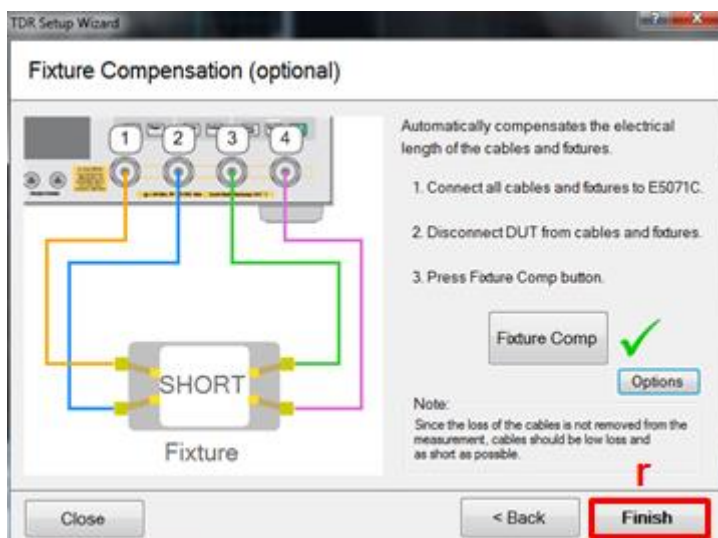 TDR Setup Wizard
Fixture Compensation (optional)
1 2 3 4
SHORT
Fixture
Automatically compensates the electrical
length of the cables and fixtures.
1. Connect all cables and fixtures to E5071C.
2. Disconnect DUT from cables and fixtures.
3. Press Fixture Comp button.
Fixture Comp
Options
Note:
Since the loss of the cables is not removed from the
measurement, cables should be low loss and
as short as possible.
r
Close
< Back
Finish